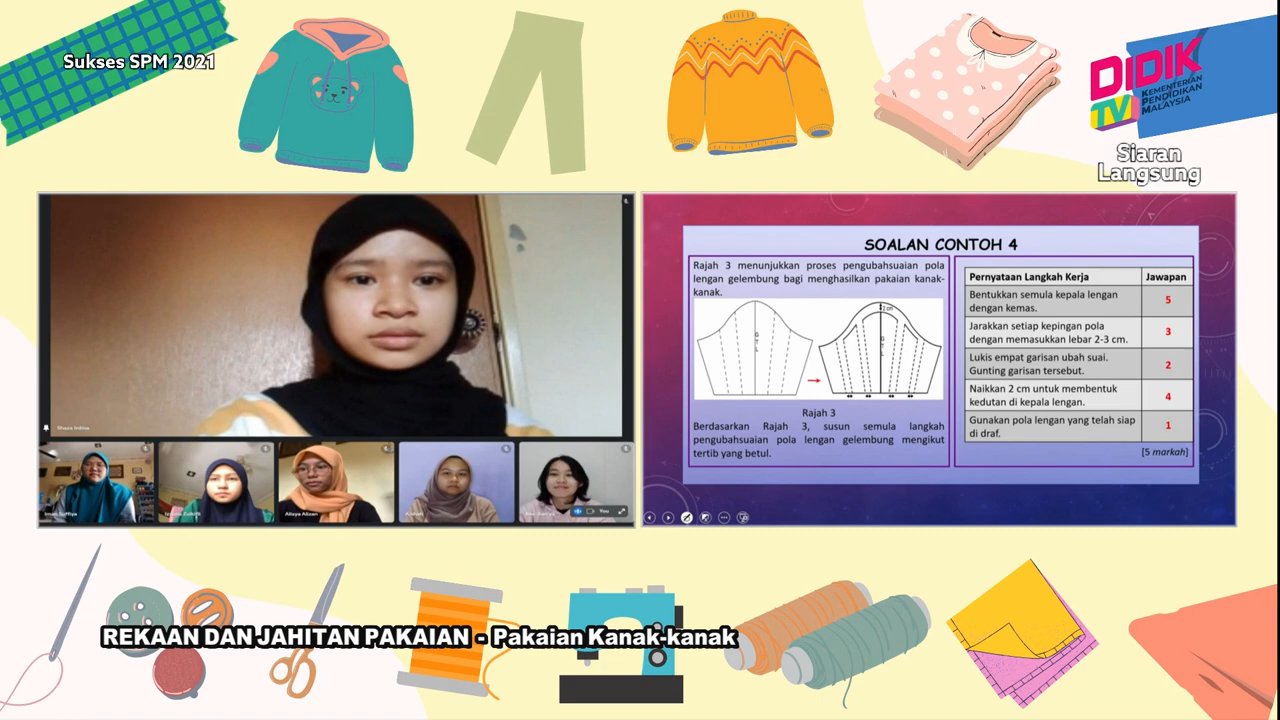 Sukses SPM 2021
DIDIK
TV
KEMENTERIAN
PENDIDIKAN
MALAYSIA
Siaran
Langsung
Iman Suffiya
Alisya Alizan
You
SOALAN CONTOH 4
Rajah 3 menunjukkan proses pengubahsuaian pola
lengan gelembung bagi menghasilkan pakaian kanak-
kanak.
Rajah 3
Berdasarkan Rajah 3, susun semula langkah
pengubahsuaian pola lengan gelembung mengikut
tertib yang betul.
Pernyataan Langkah Kerja Jawapan
Bentukkan semula kepala lengan
dengan kemas. 5
Jarakkan setiap kepingan pola
dengan memasukkan lebar 2-3 cm. 3
Lukis empat garisan ubah suai.
Gunting garisan tersebut. 2
Naikkan 2 cm untuk membentuk
kedutan di kepala lengan. 4
Gunakan pola lengan yang telah siap
di draf. 1
[5 markah]
REKAAN DAN JAHITAN PAKAIAN - Pakaian Kanak-kanak